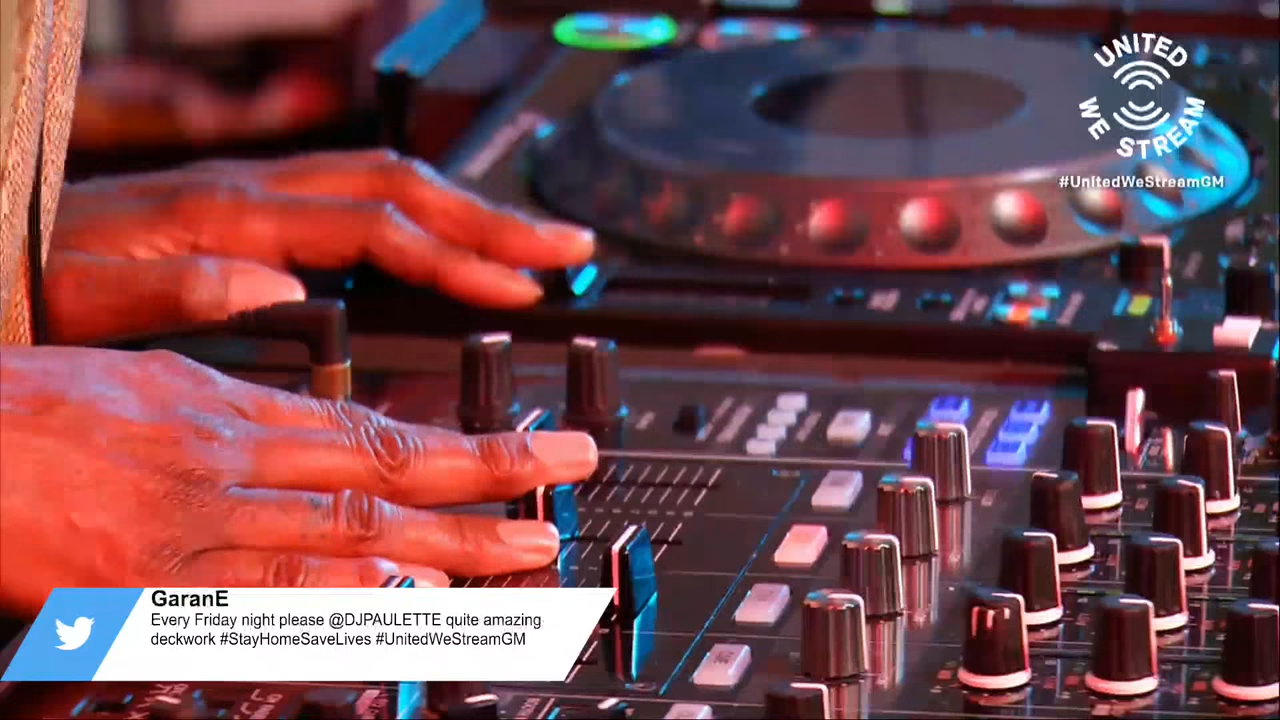 UNITED
WE STREAM
#UnitedWeStreamGM
GaranE
Every Friday night please @DJPAULETTE quite amazing
deckwork #StayHomeSaveLives #UnitedWeStreamGM